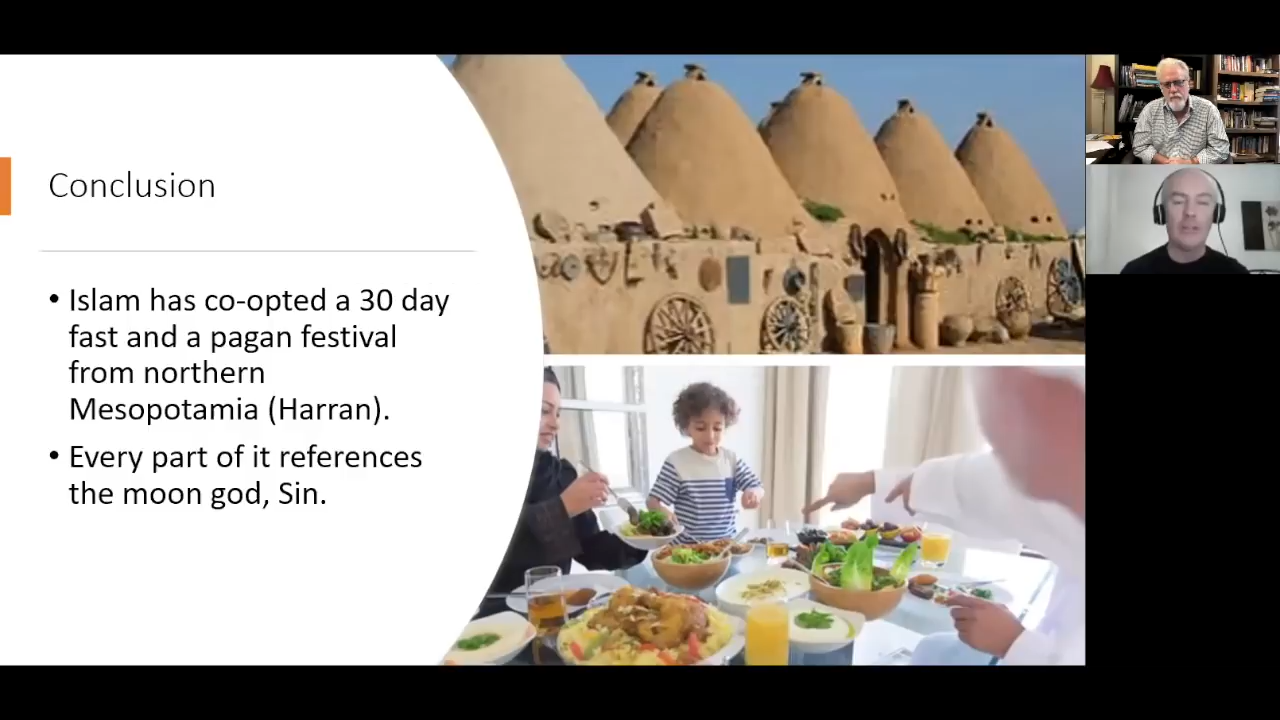 Conclusion
• Islam has co-opted a 30 day
fast and a pagan festival
from northern
Mesopotamia (Harran).
• Every part of it references
the moon god, Sin.